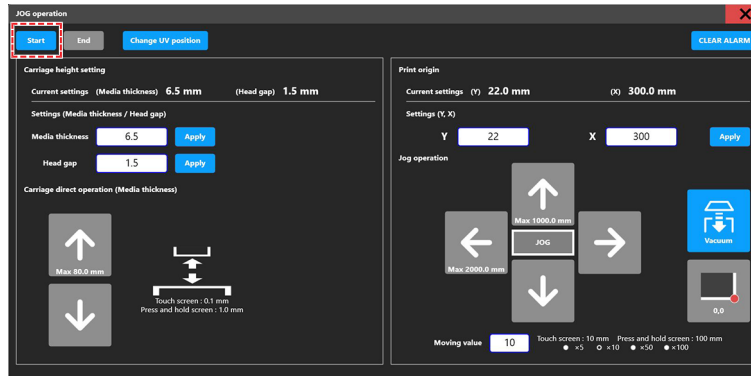 JOG operation
Start End Change UV position CLEAR ALARM
Carriage height setting
Current settings (Media thickness) 6.5 mm (Head gap) 1.5 mm
Settings (Media thickness / Head gap)
Media thickness 6.5 Apply
Head gap 1.5 Apply
Carriage direct operation (Media thickness)
Max 80.0 mm
Touch screen : 0.1 mm
Press and hold screen : 1.0 mm
Print origin
Current settings (Y) 22.0 mm (X) 300.0 mm
Settings (Y, X)
Y 22 X 300 Apply
Jog operation
Max 1000.0 mm
JOG
Max 2000.0 mm
Vacuum
0,0
Moving value 10 Touch screen : 10 mm Press and hold screen : 100 mm
×5 ×10 ×50 ×100